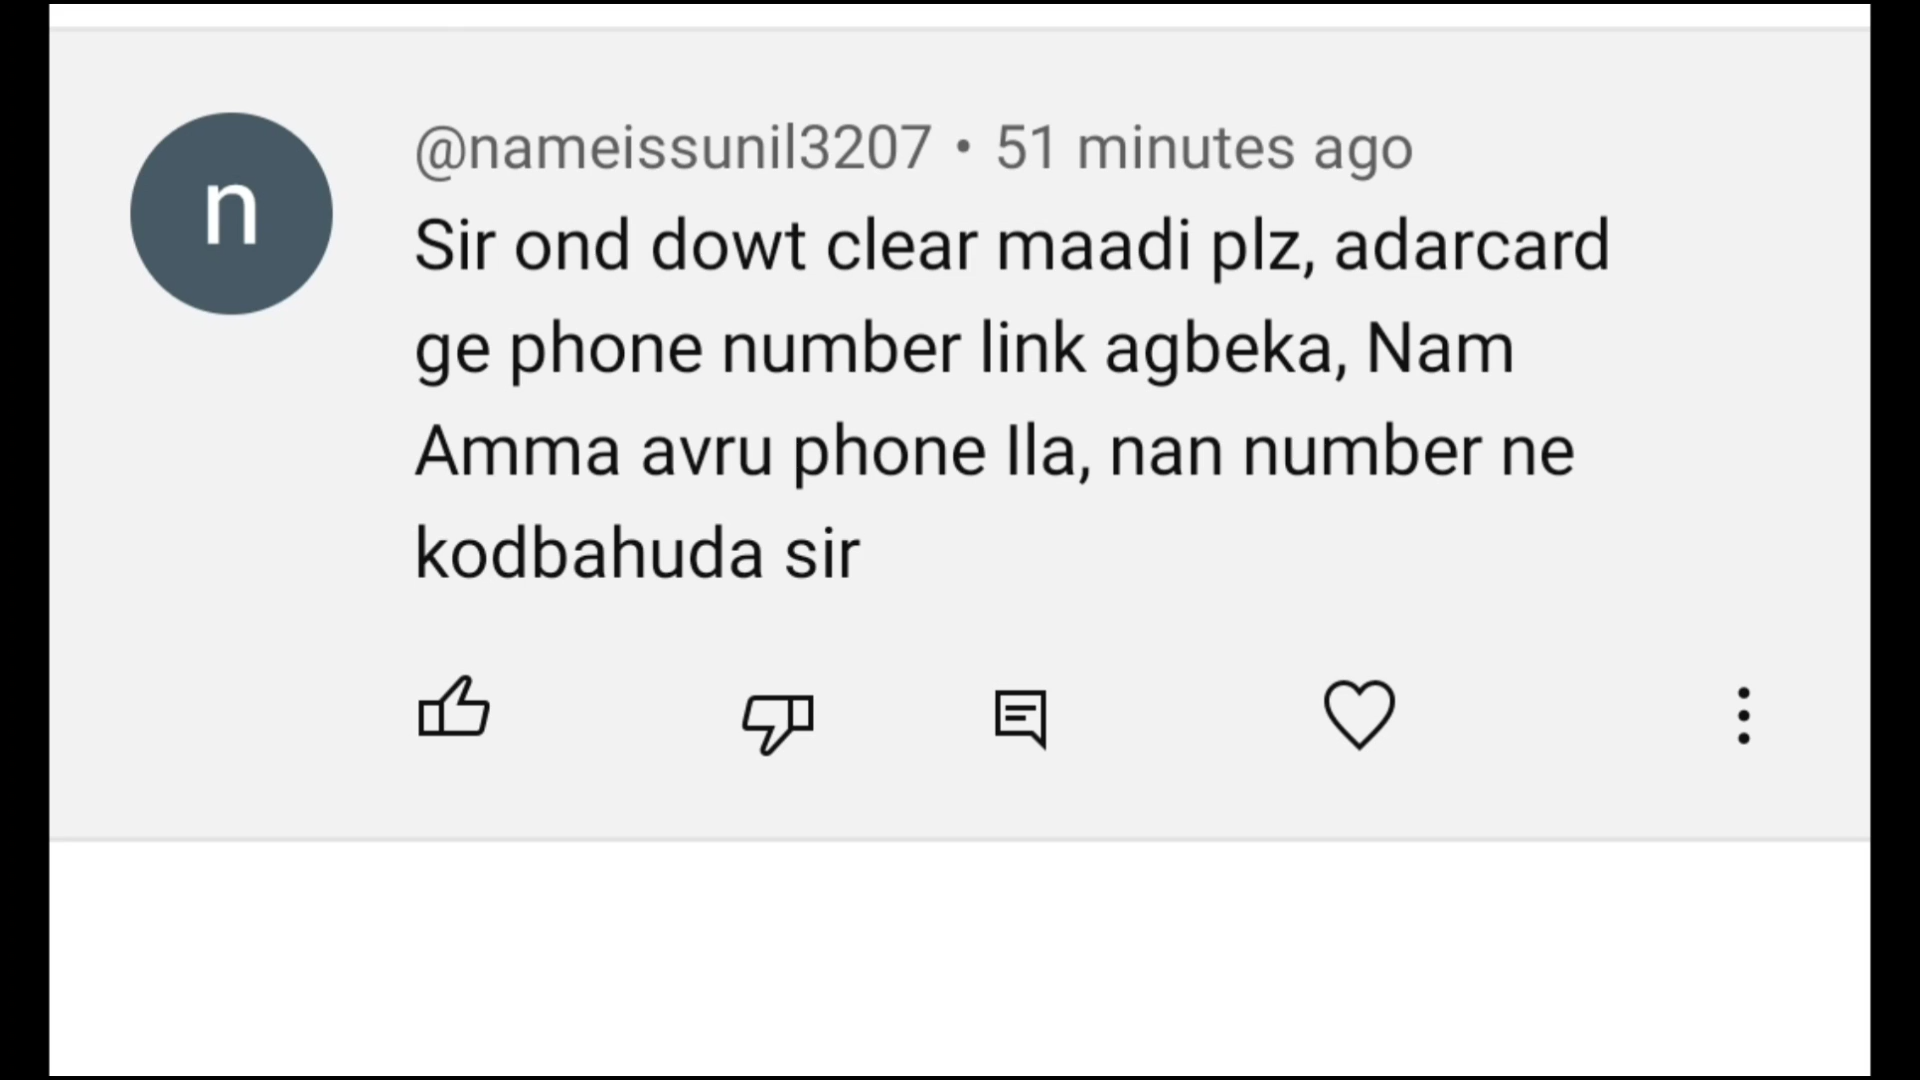 n
@nameissunil3207 • 51 minutes ago
Sir ond dowt clear maadi plz, adarcard
ge phone number link agbeka, Nam
Amma avru phone Ila, nan number ne
kodbahuda sir